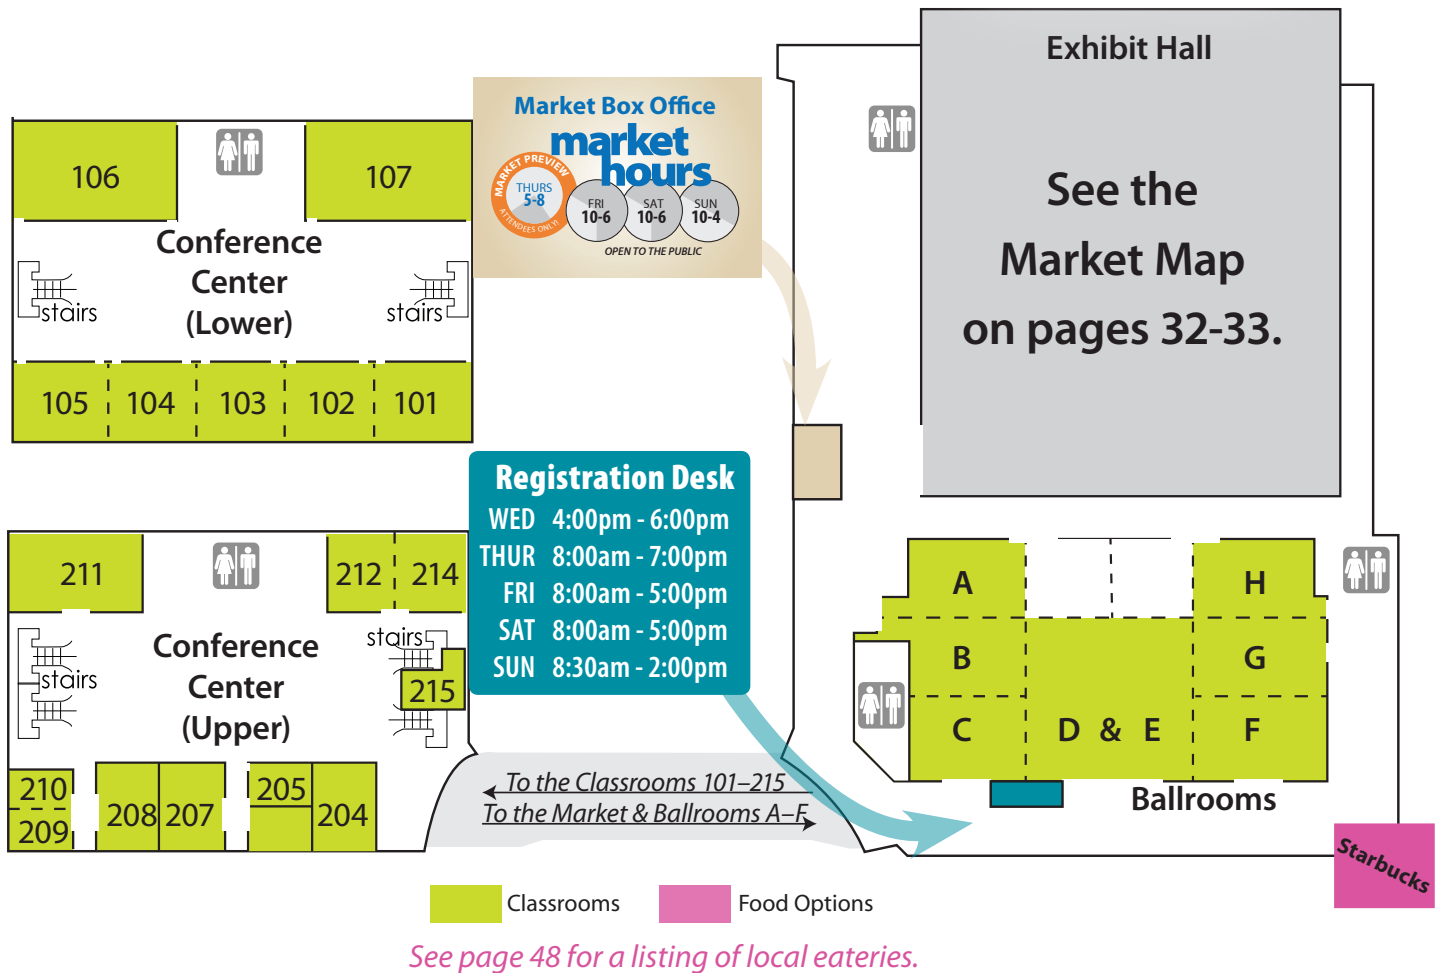 Exhibit Hall
See the
Market Map
on pages 32-33.
Market Box Office
market
hours
MARKET PREVIEW
THURS
5-8
ATTENDEES ONLY!
FRI
10-6
SAT
10-6
SUN
10-4
OPEN TO THE PUBLIC
106
107
Conference
Center
(Lower)
stairs
stairs
105
104
103
102
101
Registration Desk
WED 4:00pm - 6:00pm
THUR 8:00am - 7:00pm
FRI 8:00am - 5:00pm
SAT 8:00am - 5:00pm
SUN 8:30am - 2:00pm
211
212
214
stairs
Conference
Center
(Upper)
stairs
215
210
209
208
207
205
204
To the Classrooms 101–215
To the Market & Ballrooms A–F
A
H
B
G
C
D & E
F
Ballrooms
Starbucks
Classrooms
Food Options
See page 48 for a listing of local eateries.